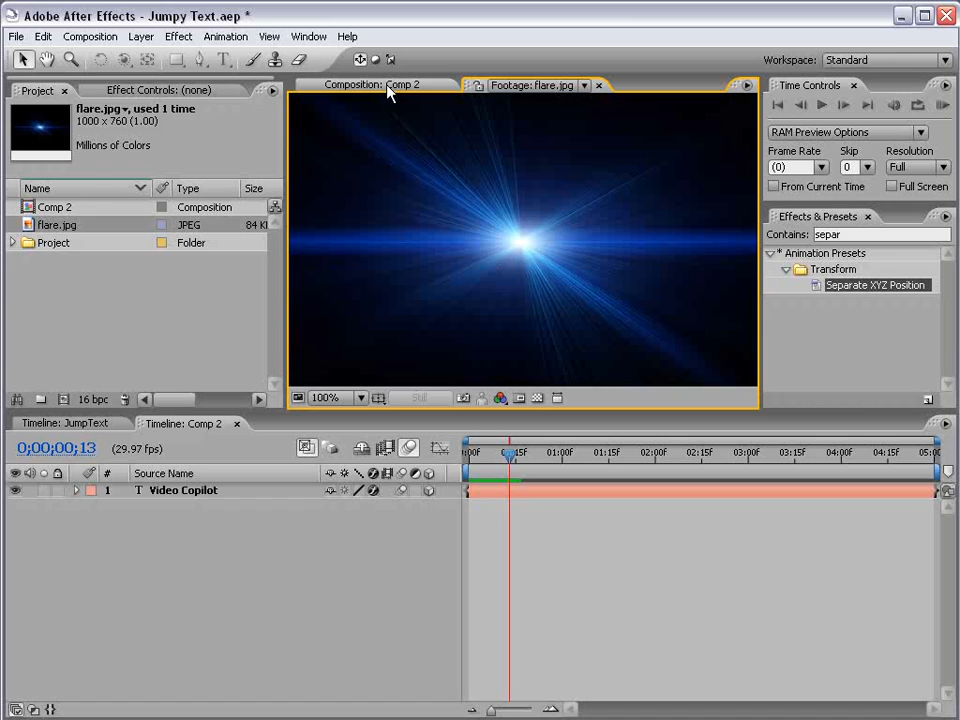 Adobe After Effects - Jumpy Text.aep *
File Edit Composition Layer Effect Animation View Window Help
Workspace: Standard
Project Effect Controls: (none)
Composition: Comp 2
Footage: flare.jpg
Time Controls
flare.jpg, used 1 time
1000 x 760 (1.00)
Millions of Colors
RAM Preview Options
Frame Rate Skip Resolution
(0) 0 Full
From Current Time Full Screen
Name Type Size
Comp 2 Composition
flare.jpg JPEG 84 K
Project Folder
Effects & Presets
Contains: separ
* Animation Presets
Transform
Separate XYZ Position
16 bpc
100%
Timeline: JumpText Timeline: Comp 2
0;00;00;13 (29.97 fps)
:00F 0:15F 01:00F 01:15F 02:00F 02:15F 03:00F 03:15F 04:00F 04:15F 05:00
# Source Name
1 T Video Copilot